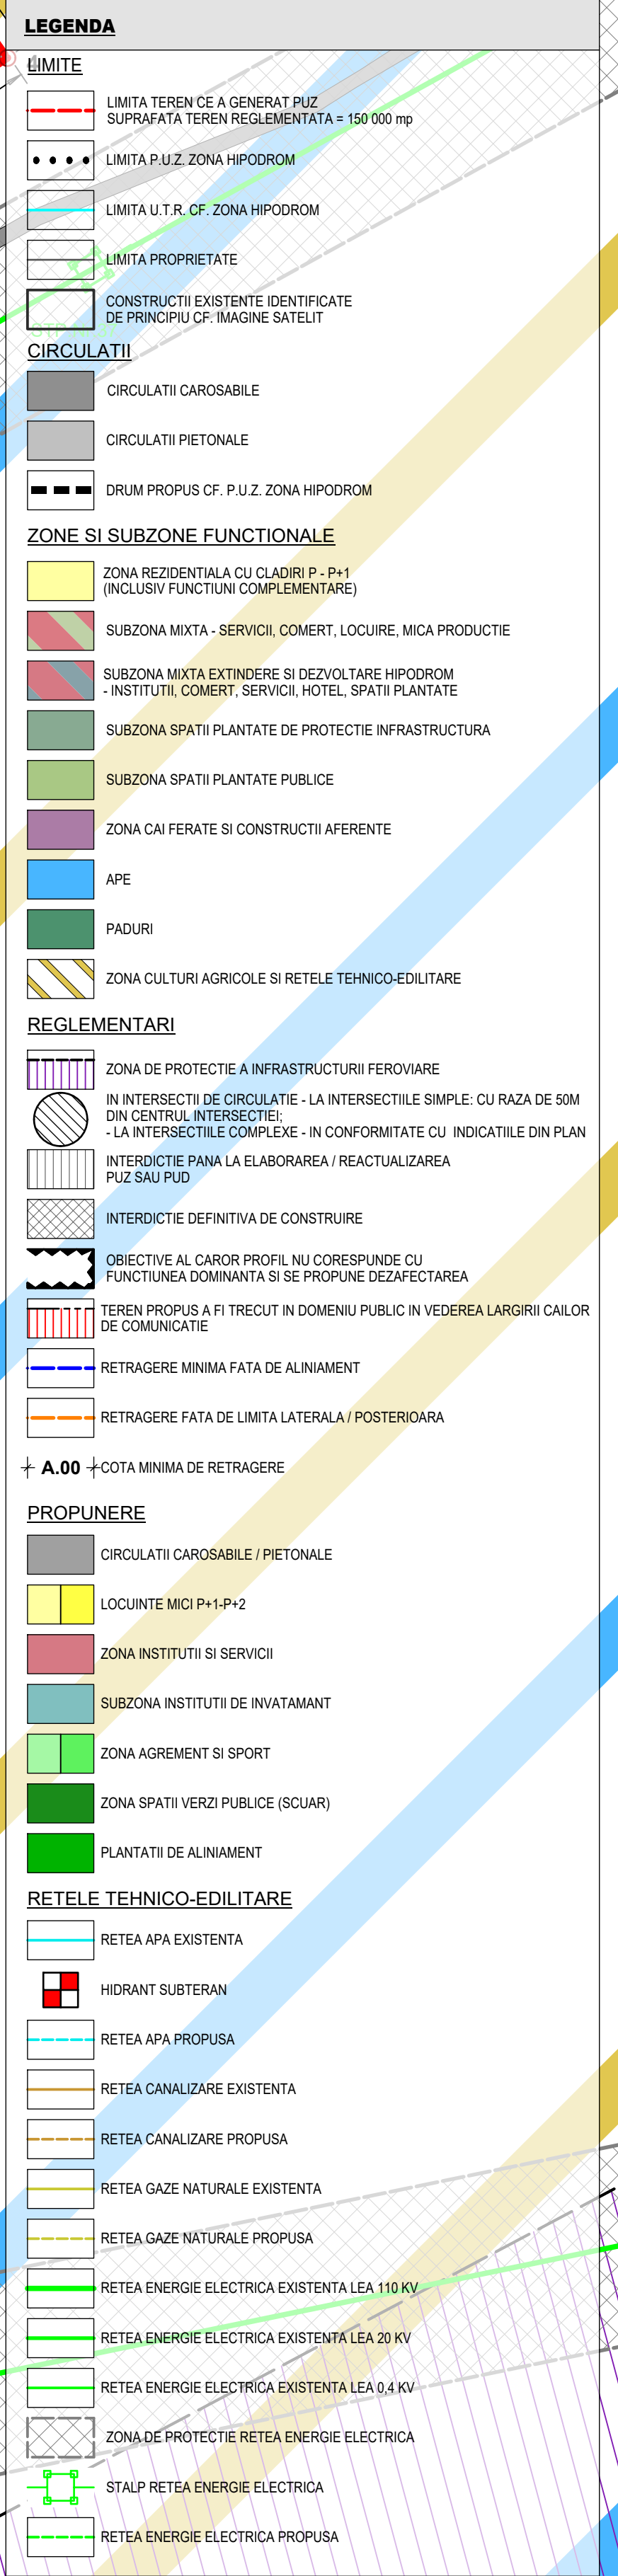 LEGENDA
LIMITE
LIMITA TEREN CE A GENERAT PUZ
SUPRAFATA TEREN REGLEMENTATA = 150 000 mp
LIMITA P.U.Z. ZONA HIPODROM
LIMITA U.T.R. CF. ZONA HIPODROM
LIMITA PROPRIETATE
CONSTRUCTII EXISTENTE IDENTIFICATE
DE PRINCIPIU CF. IMAGINE SATELIT
CIRCULATII
CIRCULATII CAROSABILE
CIRCULATII PIETONALE
DRUM PROPUS CF. P.U.Z. ZONA HIPODROM
ZONE SI SUBZONE FUNCTIONALE
ZONA REZIDENTIALA CU CLADIRI P - P+1
(INCLUSIV FUNCTIUNI COMPLEMENTARE)
SUBZONA MIXTA - SERVICII, COMERT, LOCUIRE, MICA PRODUCTIE
SUBZONA MIXTA EXTINDERE SI DEZVOLTARE HIPODROM
- INSTITUTII, COMERT, SERVICII, HOTEL, SPATII PLANTATE
SUBZONA SPATII PLANTATE DE PROTECTIE INFRASTRUCTURA
SUBZONA SPATII PLANTATE PUBLICE
ZONA CAI FERATE SI CONSTRUCTII AFERENTE
APE
PADURI
ZONA CULTURI AGRICOLE SI RETELE TEHNICO-EDILITARE
REGLEMENTARI
ZONA DE PROTECTIE A INFRASTRUCTURII FEROVIARE
IN INTERSECTII DE CIRCULATIE - LA INTERSECTIILE SIMPLE: CU RAZA DE 50M
DIN CENTRUL INTERSECTIEI;
- LA INTERSECTIILE COMPLEXE - IN CONFORMITATE CU INDICATIILE DIN PLAN
INTERDICTIE PANA LA ELABORAREA / REACTUALIZAREA
PUZ SAU PUD
INTERDICTIE DEFINITIVA DE CONSTRUIRE
OBIECTIVE AL CAROR PROFIL NU CORESPUNDE CU
FUNCTIUNEA DOMINANTA SI SE PROPUNE DEZAFECTAREA
TEREN PROPUS A FI TRECUT IN DOMENIU PUBLIC IN VEDEREA LARGIRII CAILOR
DE COMUNICATIE
RETRAGERE MINIMA FATA DE ALINIAMENT
RETRAGERE FATA DE LIMITA LATERALA / POSTERIOARA
A.00 COTA MINIMA DE RETRAGERE
PROPUNERE
CIRCULATII CAROSABILE / PIETONALE
LOCUINTE MICI P+1-P+2
ZONA INSTITUTII SI SERVICII
SUBZONA INSTITUTII DE INVATAMANT
ZONA AGREMENT SI SPORT
ZONA SPATII VERZI PUBLICE (SCUAR)
PLANTATII DE ALINIAMENT
RETELE TEHNICO-EDILITARE
RETEA APA EXISTENTA
HIDRANT SUBTERAN
RETEA APA PROPUSA
RETEA CANALIZARE EXISTENTA
RETEA CANALIZARE PROPUSA
RETEA GAZE NATURALE EXISTENTA
RETEA GAZE NATURALE PROPUSA
RETEA ENERGIE ELECTRICA EXISTENTA LEA 110 KV
RETEA ENERGIE ELECTRICA EXISTENTA LEA 20 KV
RETEA ENERGIE ELECTRICA EXISTENTA LEA 0,4 KV
ZONA DE PROTECTIE RETEA ENERGIE ELECTRICA
STALP RETEA ENERGIE ELECTRICA
RETEA ENERGIE ELECTRICA PROPUSA